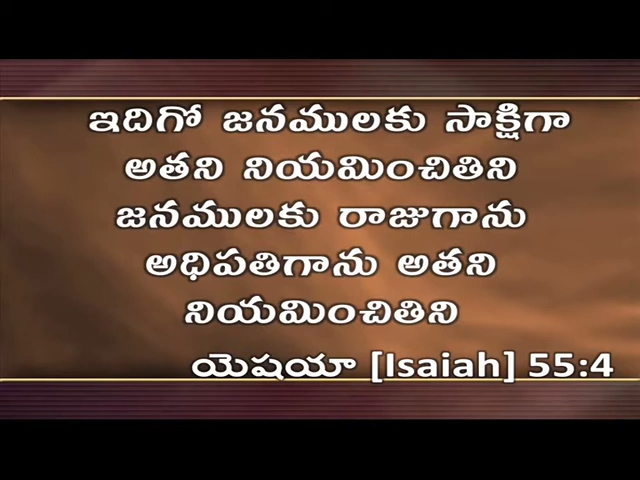 ఇదిగో జనములకు సాక్షిగా
అతని నియమించితిని
జనములకు రాజుగాను
అధిపతిగాను అతని
నియమించితిని
యెషయా [Isaiah] 55:4